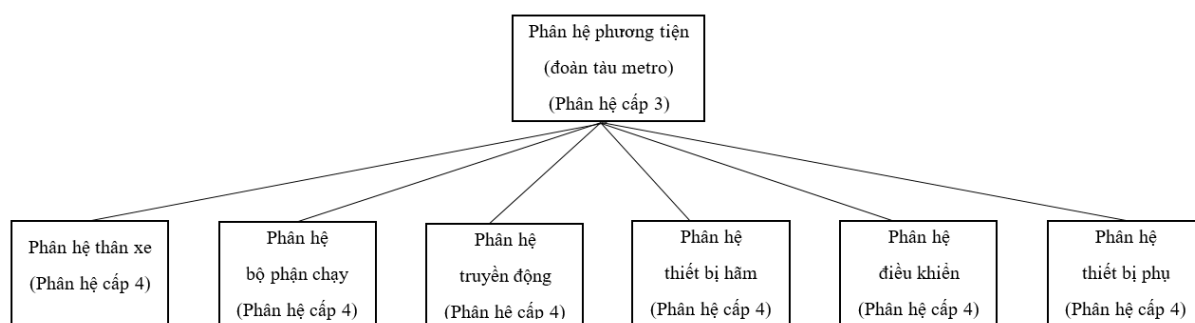 Phân hệ phương tiện
(đoàn tàu metro)
(Phân hệ cấp 3)
Phân hệ thân xe
(Phân hệ cấp 4)
Phân hệ
bộ phận chạy
(Phân hệ cấp 4)
Phân hệ
truyền động
(Phân hệ cấp 4)
Phân hệ
thiết bị hãm
(Phân hệ cấp 4)
Phân hệ
điều khiển
(Phân hệ cấp 4)
Phân hệ
thiết bị phụ
(Phân hệ cấp 4)